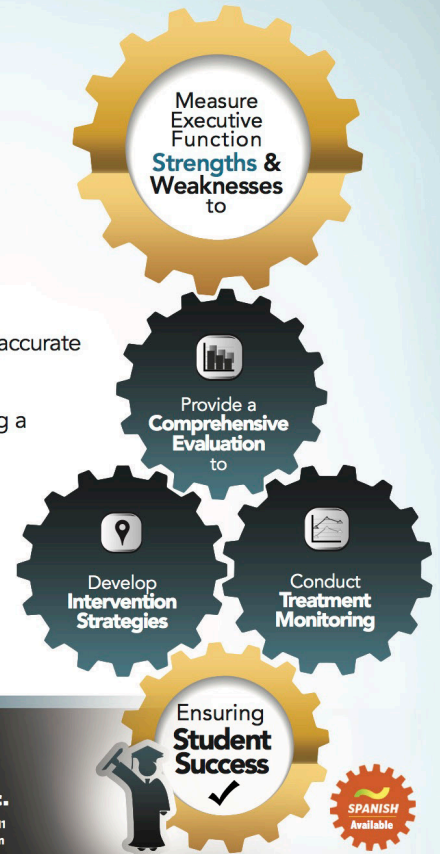 Measure
Executive
Function
Strengths &
Weaknesses
to
accurate
g a
Provide a
Comprehensive
Evaluation
to
Develop
Intervention
Strategies
Conduct
Treatment
Monitoring
Ensuring
Student
Success
SPANISH
Available